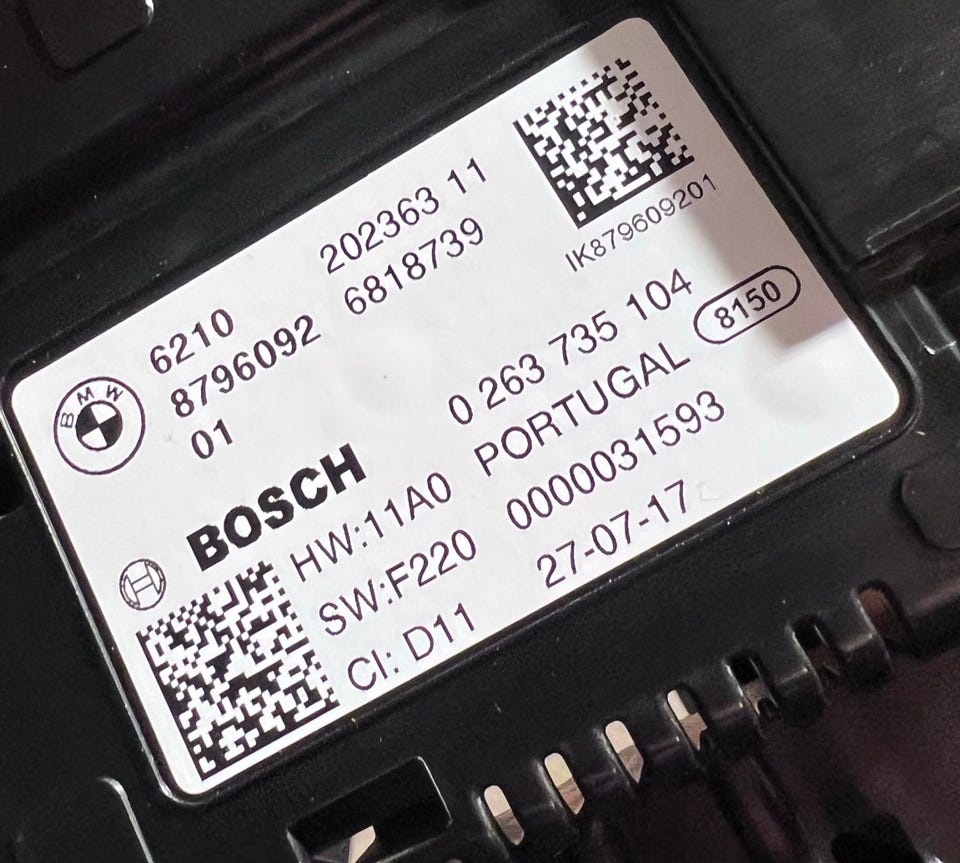 6210 202363 11
8796092 6818739
01
IK879609201
BMW
BOSCH 0 263 735 104
HW:11A0 PORTUGAL 8150
SW:F220 0000031593
CI: D11 27-07-17